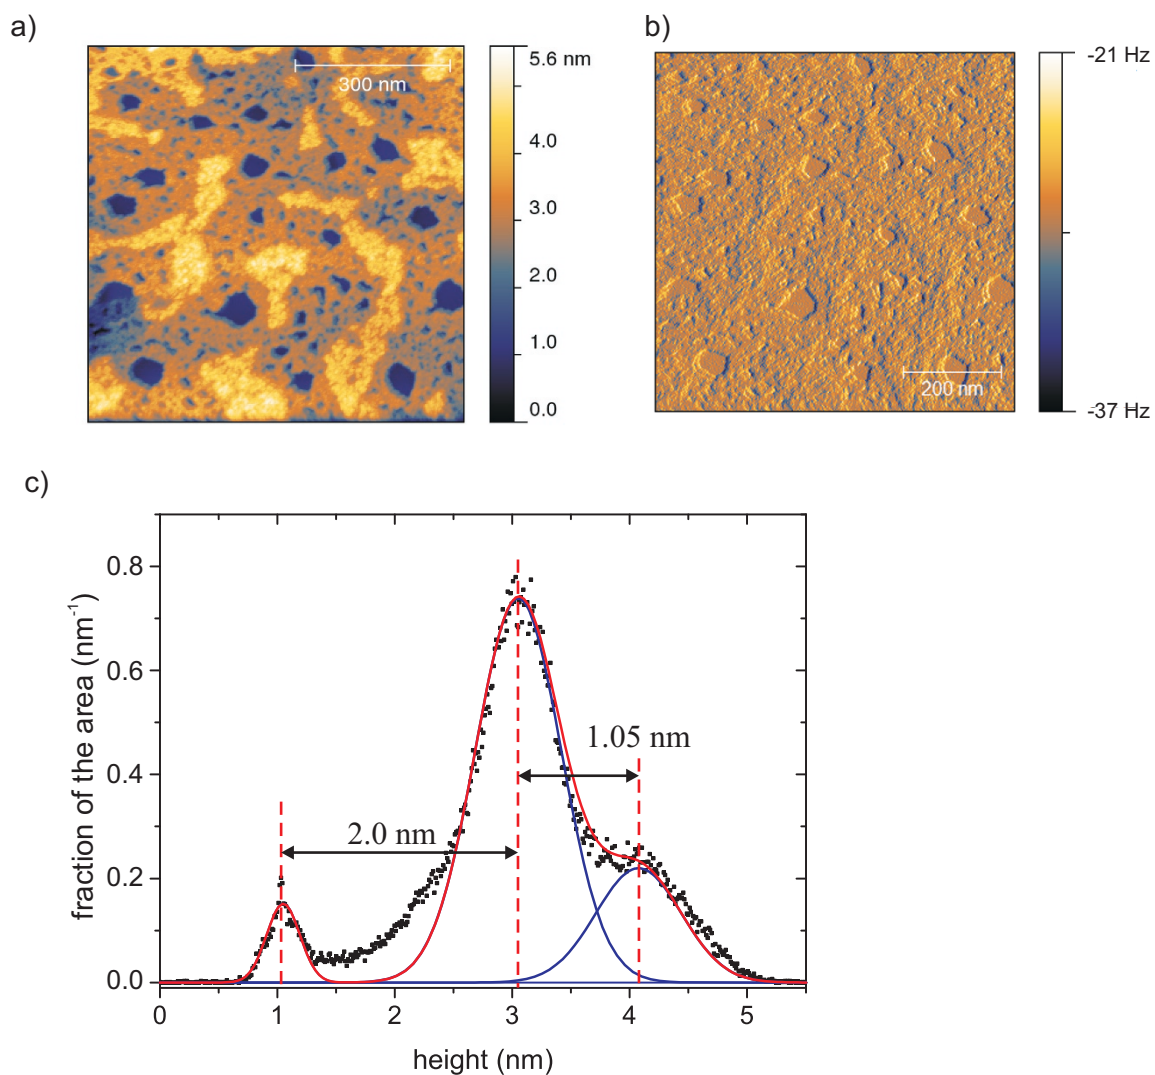 a)
300 nm
5.6 nm
4.0
3.0
2.0
1.0
0.0
b)
200 nm
-21 Hz
-37 Hz
c)
fraction of the area (nm⁻¹)
0.8
0.6
0.4
0.2
0.0
2.0 nm
1.05 nm
0 1 2 3 4 5
height (nm)